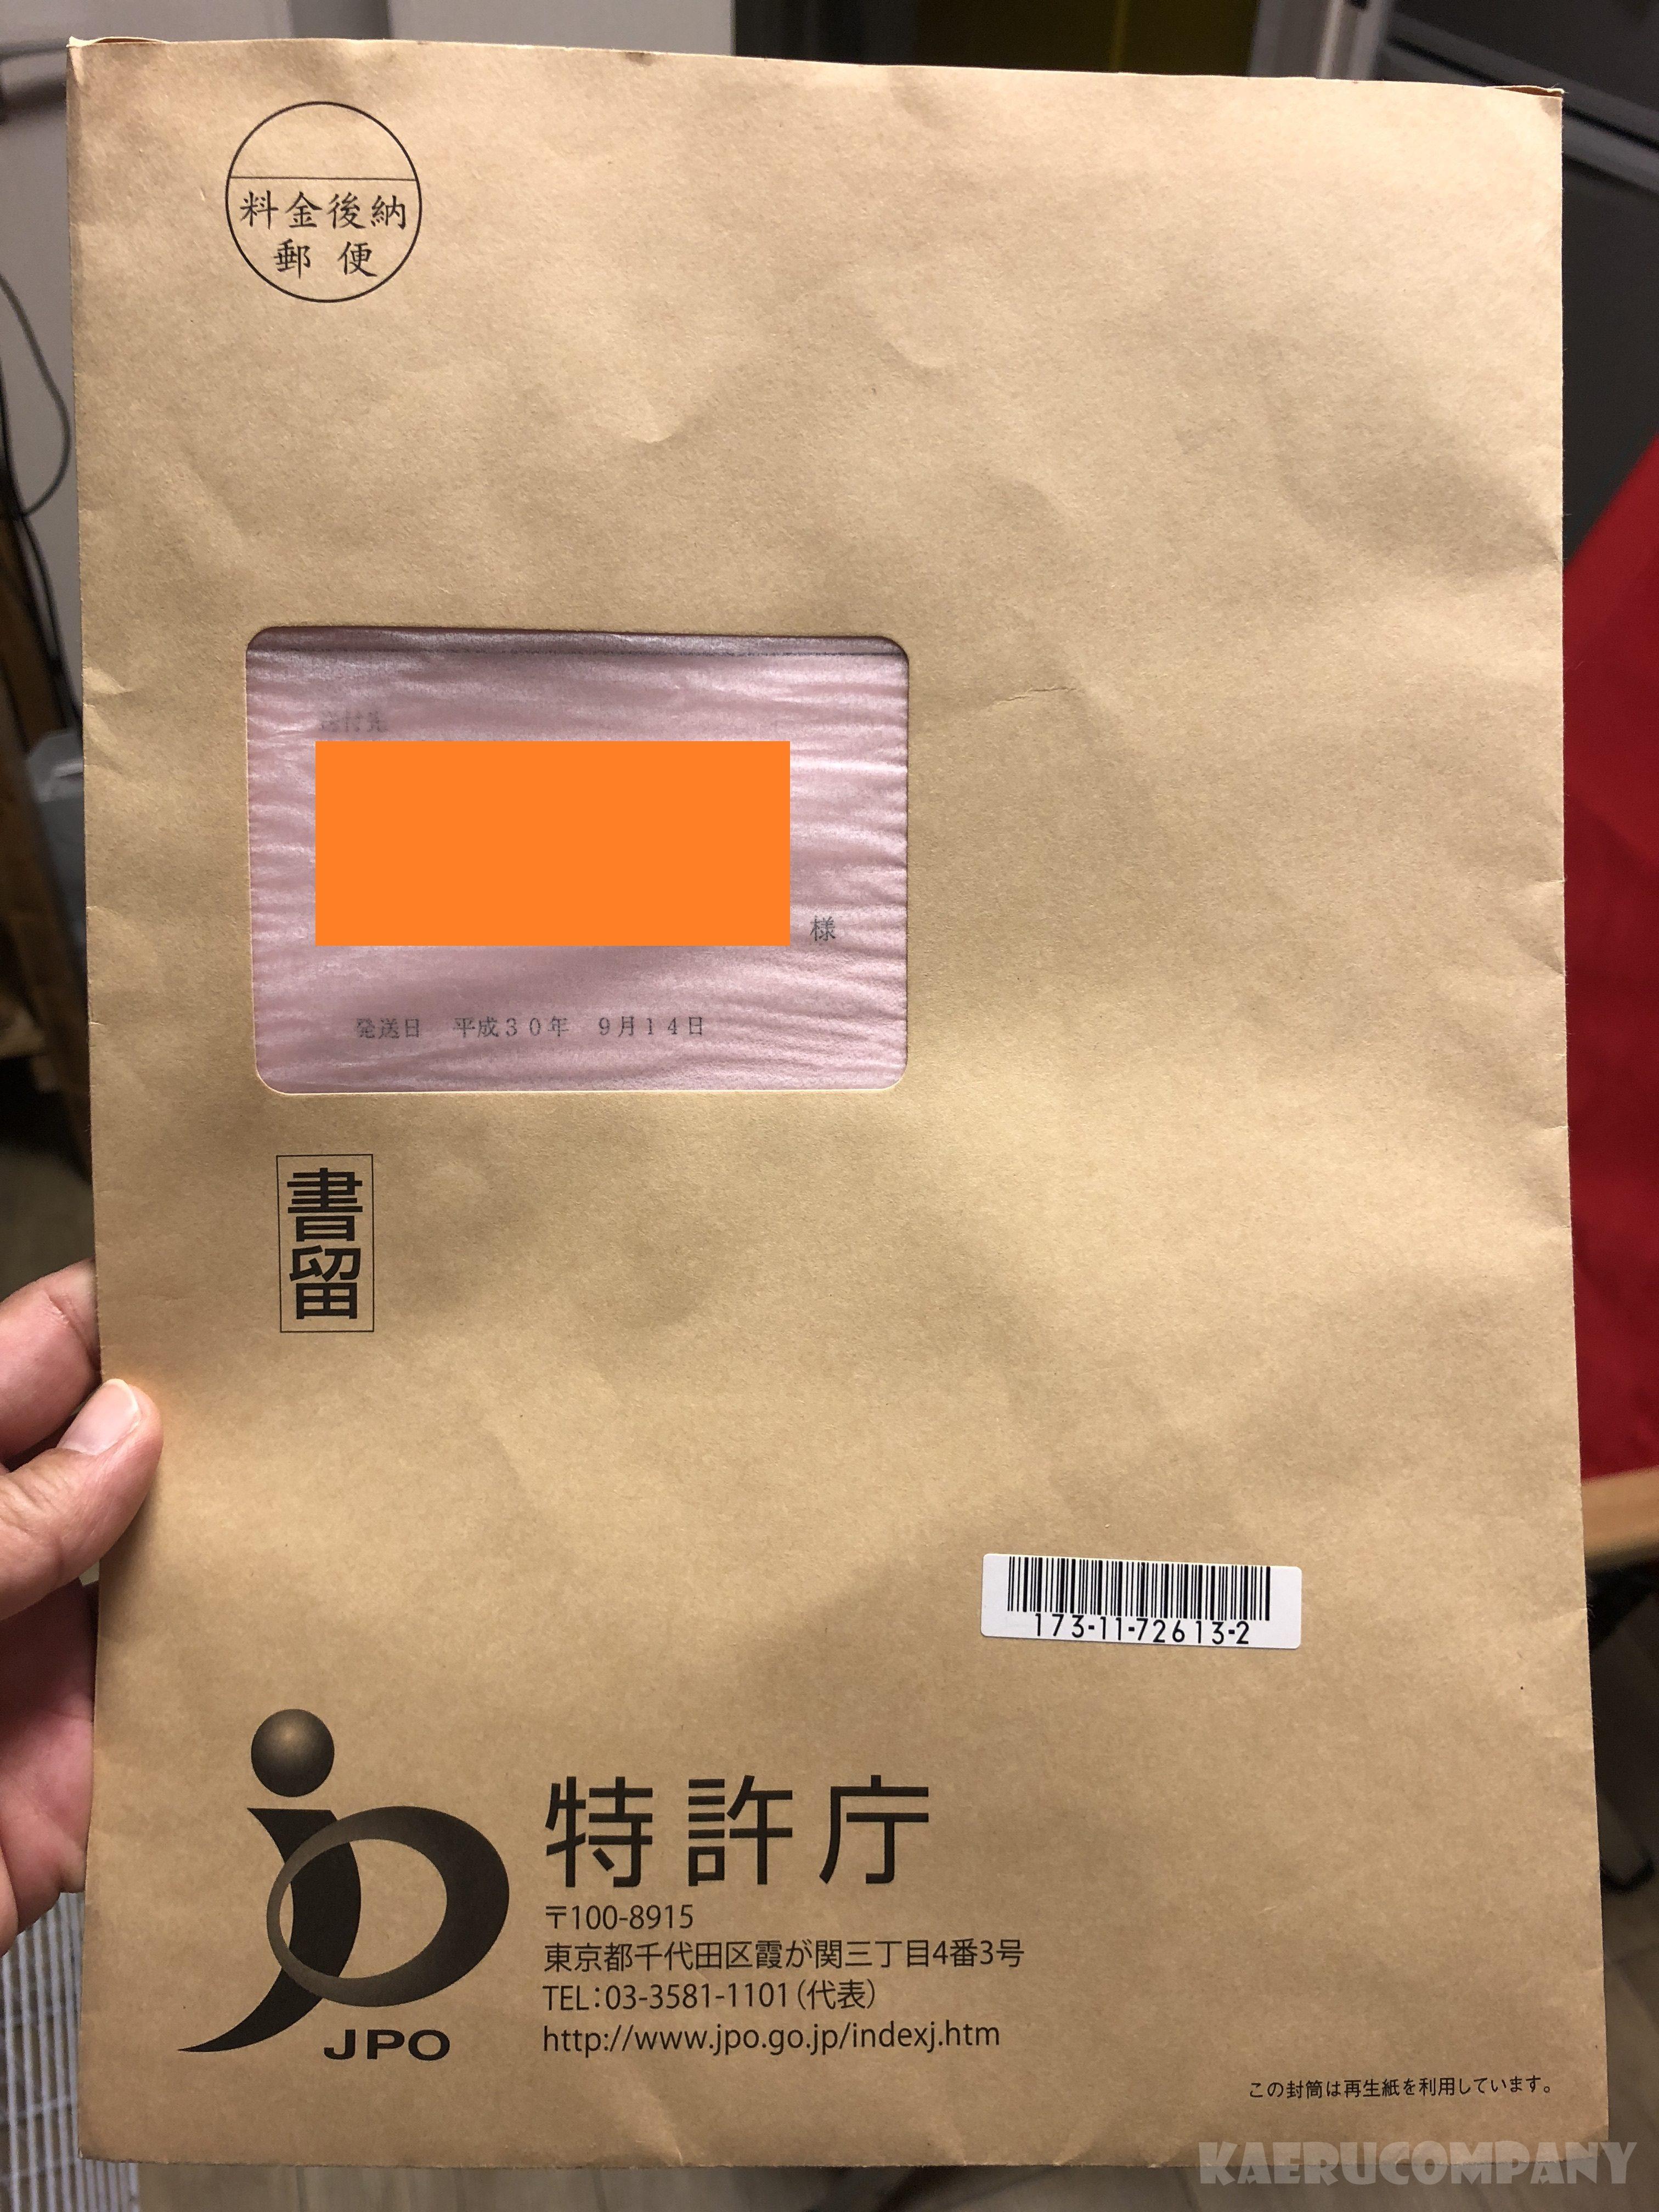 料金後納
郵便
送付先
様
発送日 平成30年 9月14日
書留
173-11-72613-2
特許庁
〒100-8915
東京都千代田区霞が関三丁目4番3号
TEL:03-3581-1101(代表)
http://www.jpo.go.jp/indexj.htm
JPO
この封筒は再生紙を利用しています。
KAERUCOMPANY